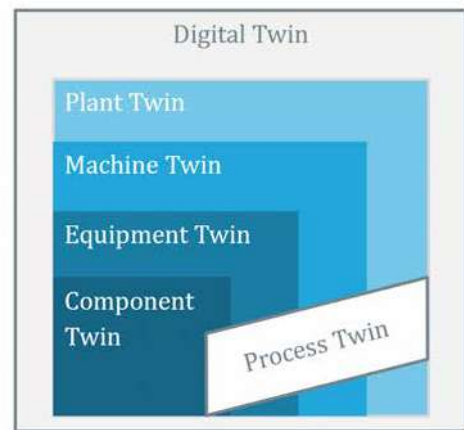 Digital Twin
Plant Twin
Machine Twin
Equipment Twin
Component
Twin
Process Twin